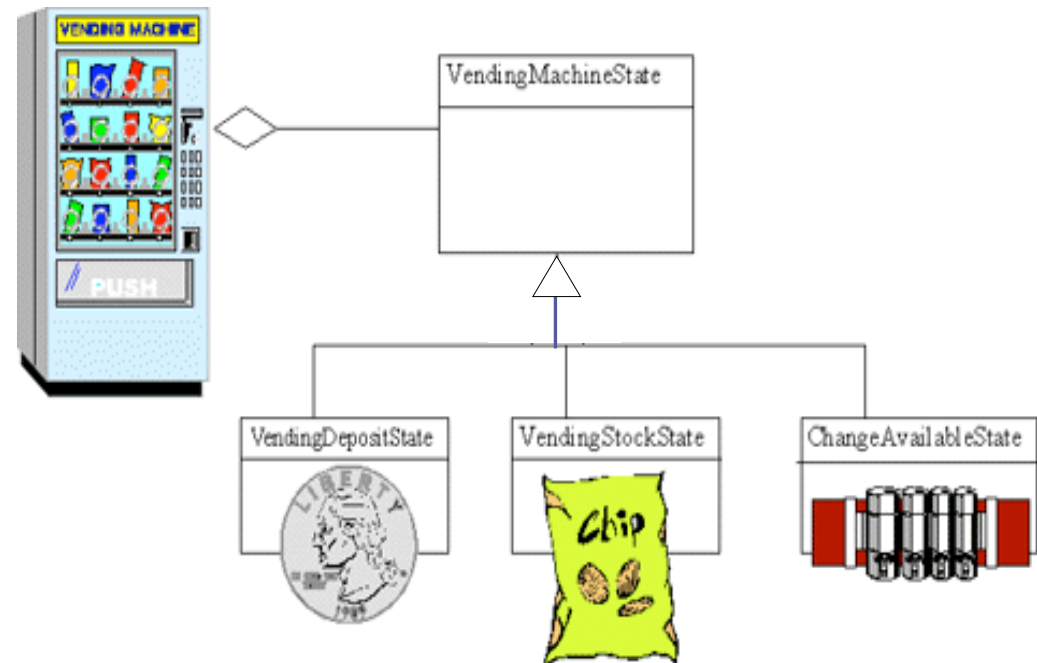 VENDING MACHINE
VendingMachineState
PUSH
VendingDepositState
VendingStockState
ChangeAvailableState
LIBERTY
Chip